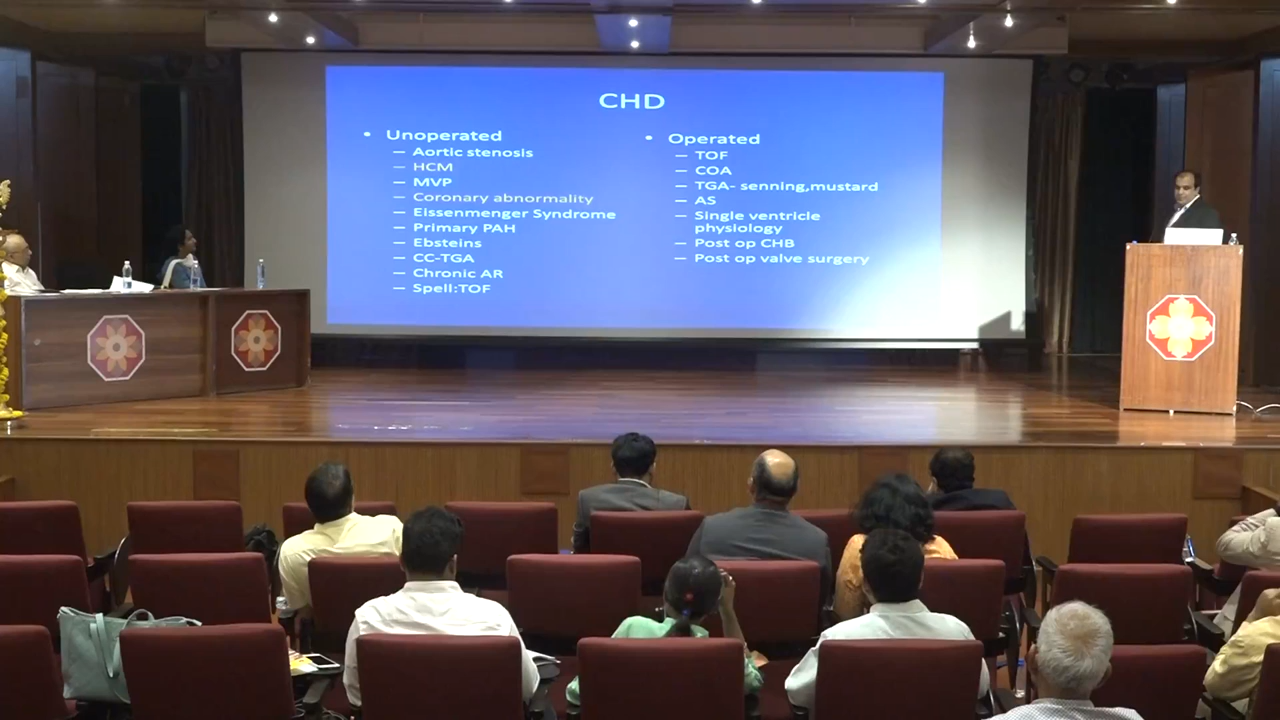 CHD
• Unoperated
– Aortic stenosis
– HCM
– MVP
– Coronary abnormality
– Eissenmenger Syndrome
– Primary PAH
– Ebsteins
– CC-TGA
– Chronic AR
– Spell:TOF
• Operated
– TOF
– COA
– TGA- senning,mustard
– AS
– Single ventricle
physiology
– Post op CHB
– Post op valve surgery